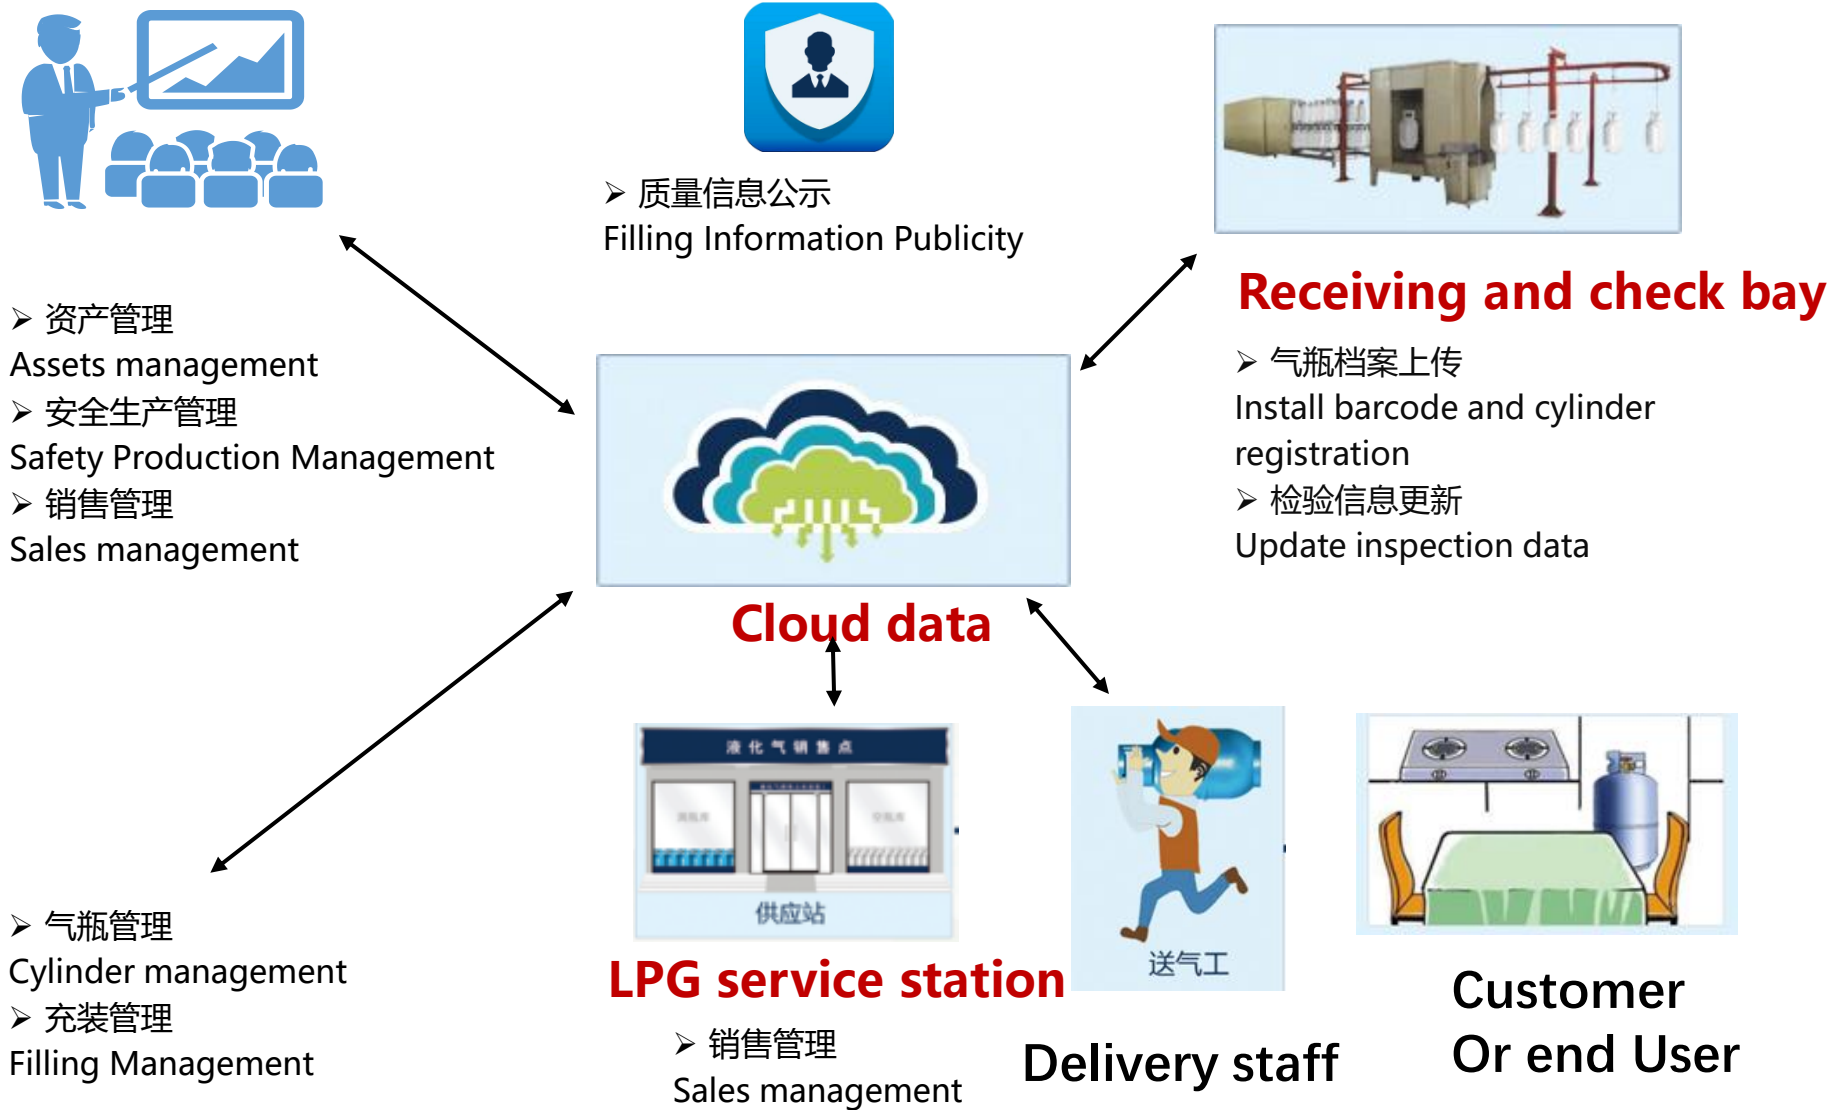 ➢ 质量信息公示
Filling Information Publicity
Receiving and check bay
➢ 气瓶档案上传
Install barcode and cylinder
registration
➢ 检验信息更新
Update inspection data
➢ 资产管理
Assets management
➢ 安全生产管理
Safety Production Management
➢ 销售管理
Sales management
Cloud data
液化气销售点
供应站
LPG service station
➢ 销售管理
Sales management
送气工
Delivery staff
Customer
Or end User
➢ 气瓶管理
Cylinder management
➢ 充装管理
Filling Management